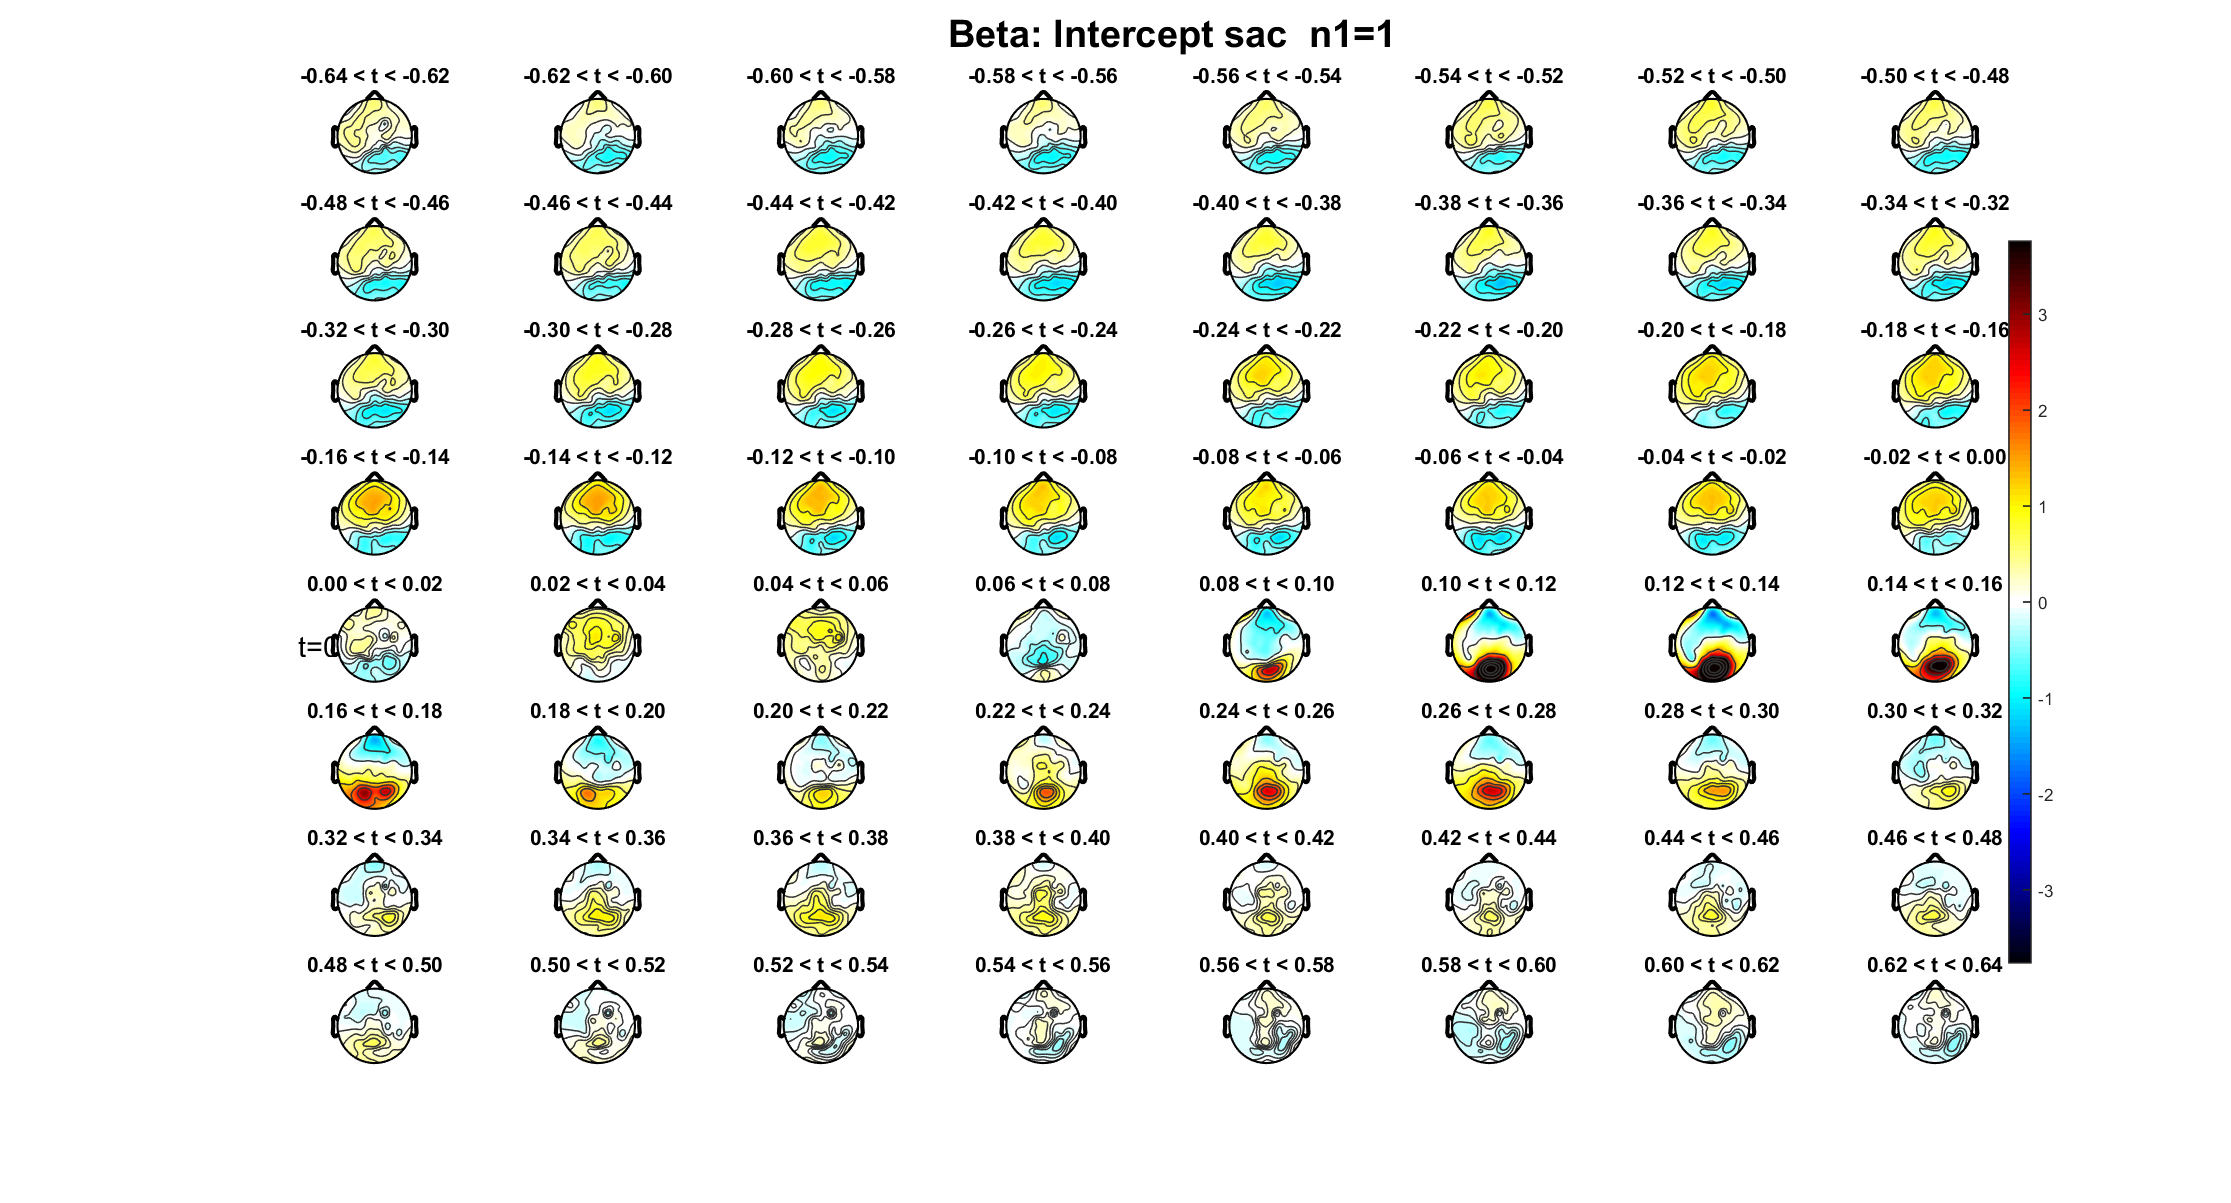 Beta: Intercept sac  n1=1
-0.64 < t < -0.62 -0.62 < t < -0.60 -0.60 < t < -0.58 -0.58 < t < -0.56 -0.56 < t < -0.54 -0.54 < t < -0.52 -0.52 < t < -0.50 -0.50 < t < -0.48
-0.48 < t < -0.46 -0.46 < t < -0.44 -0.44 < t < -0.42 -0.42 < t < -0.40 -0.40 < t < -0.38 -0.38 < t < -0.36 -0.36 < t < -0.34 -0.34 < t < -0.32
-0.32 < t < -0.30 -0.30 < t < -0.28 -0.28 < t < -0.26 -0.26 < t < -0.24 -0.24 < t < -0.22 -0.22 < t < -0.20 -0.20 < t < -0.18 -0.18 < t < -0.16
-0.16 < t < -0.14 -0.14 < t < -0.12 -0.12 < t < -0.10 -0.10 < t < -0.08 -0.08 < t < -0.06 -0.06 < t < -0.04 -0.04 < t < -0.02 -0.02 < t < 0.00
0.00 < t < 0.02 0.02 < t < 0.04 0.04 < t < 0.06 0.06 < t < 0.08 0.08 < t < 0.10 0.10 < t < 0.12 0.12 < t < 0.14 0.14 < t < 0.16
t=0
0.16 < t < 0.18 0.18 < t < 0.20 0.20 < t < 0.22 0.22 < t < 0.24 0.24 < t < 0.26 0.26 < t < 0.28 0.28 < t < 0.30 0.30 < t < 0.32
0.32 < t < 0.34 0.34 < t < 0.36 0.36 < t < 0.38 0.38 < t < 0.40 0.40 < t < 0.42 0.42 < t < 0.44 0.44 < t < 0.46 0.46 < t < 0.48
0.48 < t < 0.50 0.50 < t < 0.52 0.52 < t < 0.54 0.54 < t < 0.56 0.56 < t < 0.58 0.58 < t < 0.60 0.60 < t < 0.62 0.62 < t < 0.64
3
2
1
0
-1
-2
-3